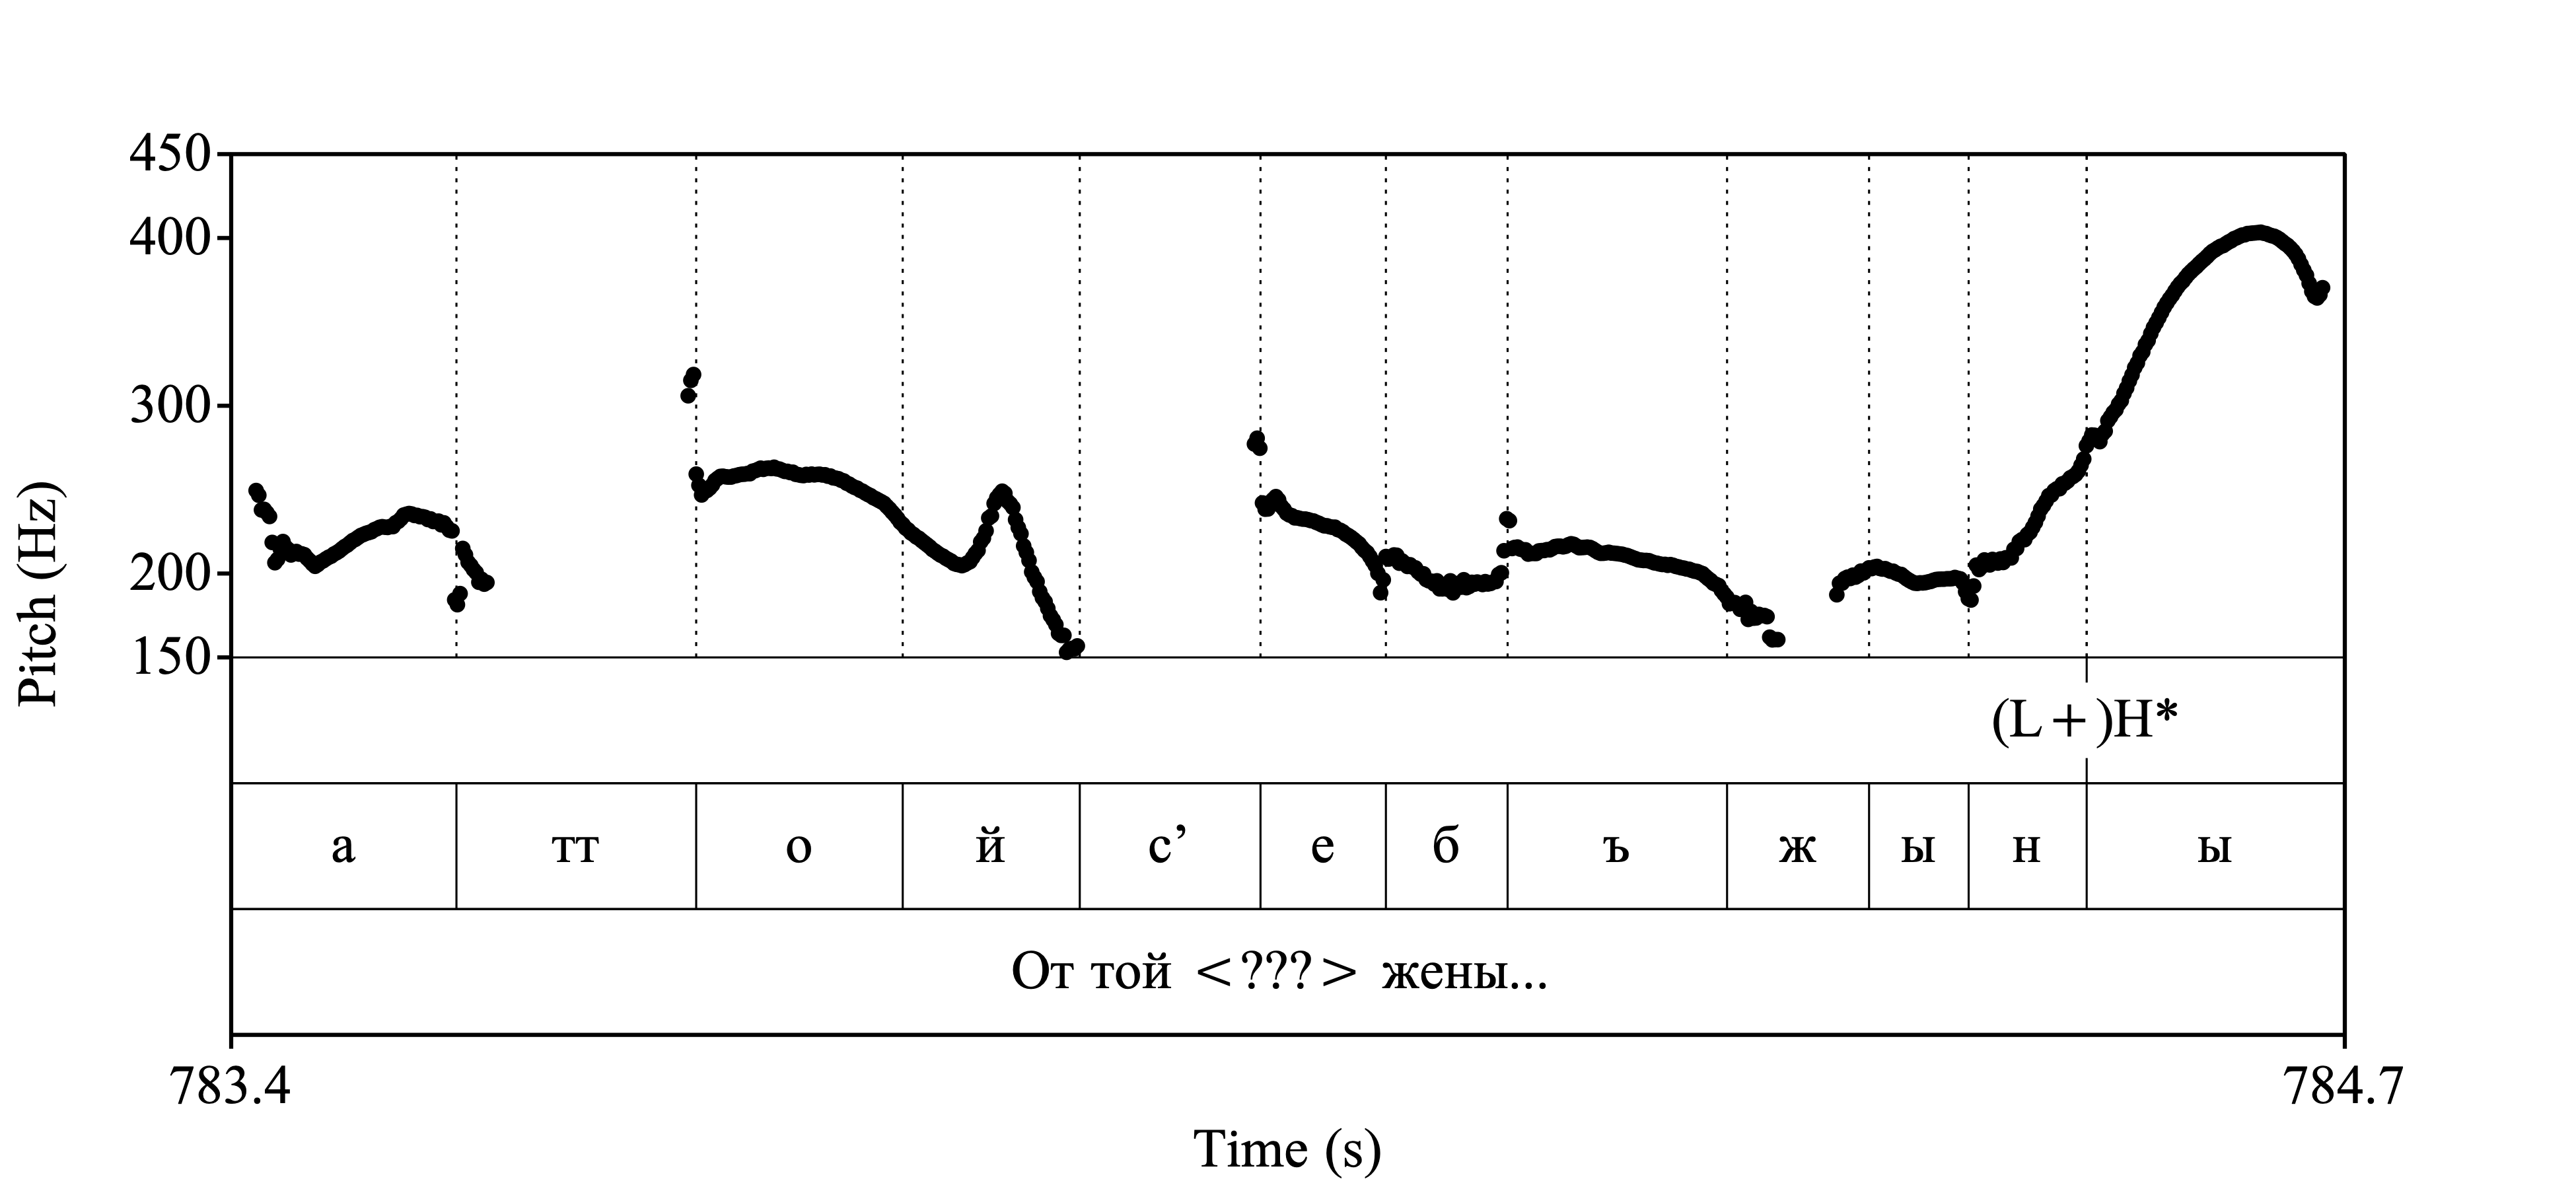 450
400
300
200
150
Pitch (Hz)
(L+)H*
а тт о й с’ е б ъ ж ы н ы
От той <???> жены...
783.4 784.7
Time (s)